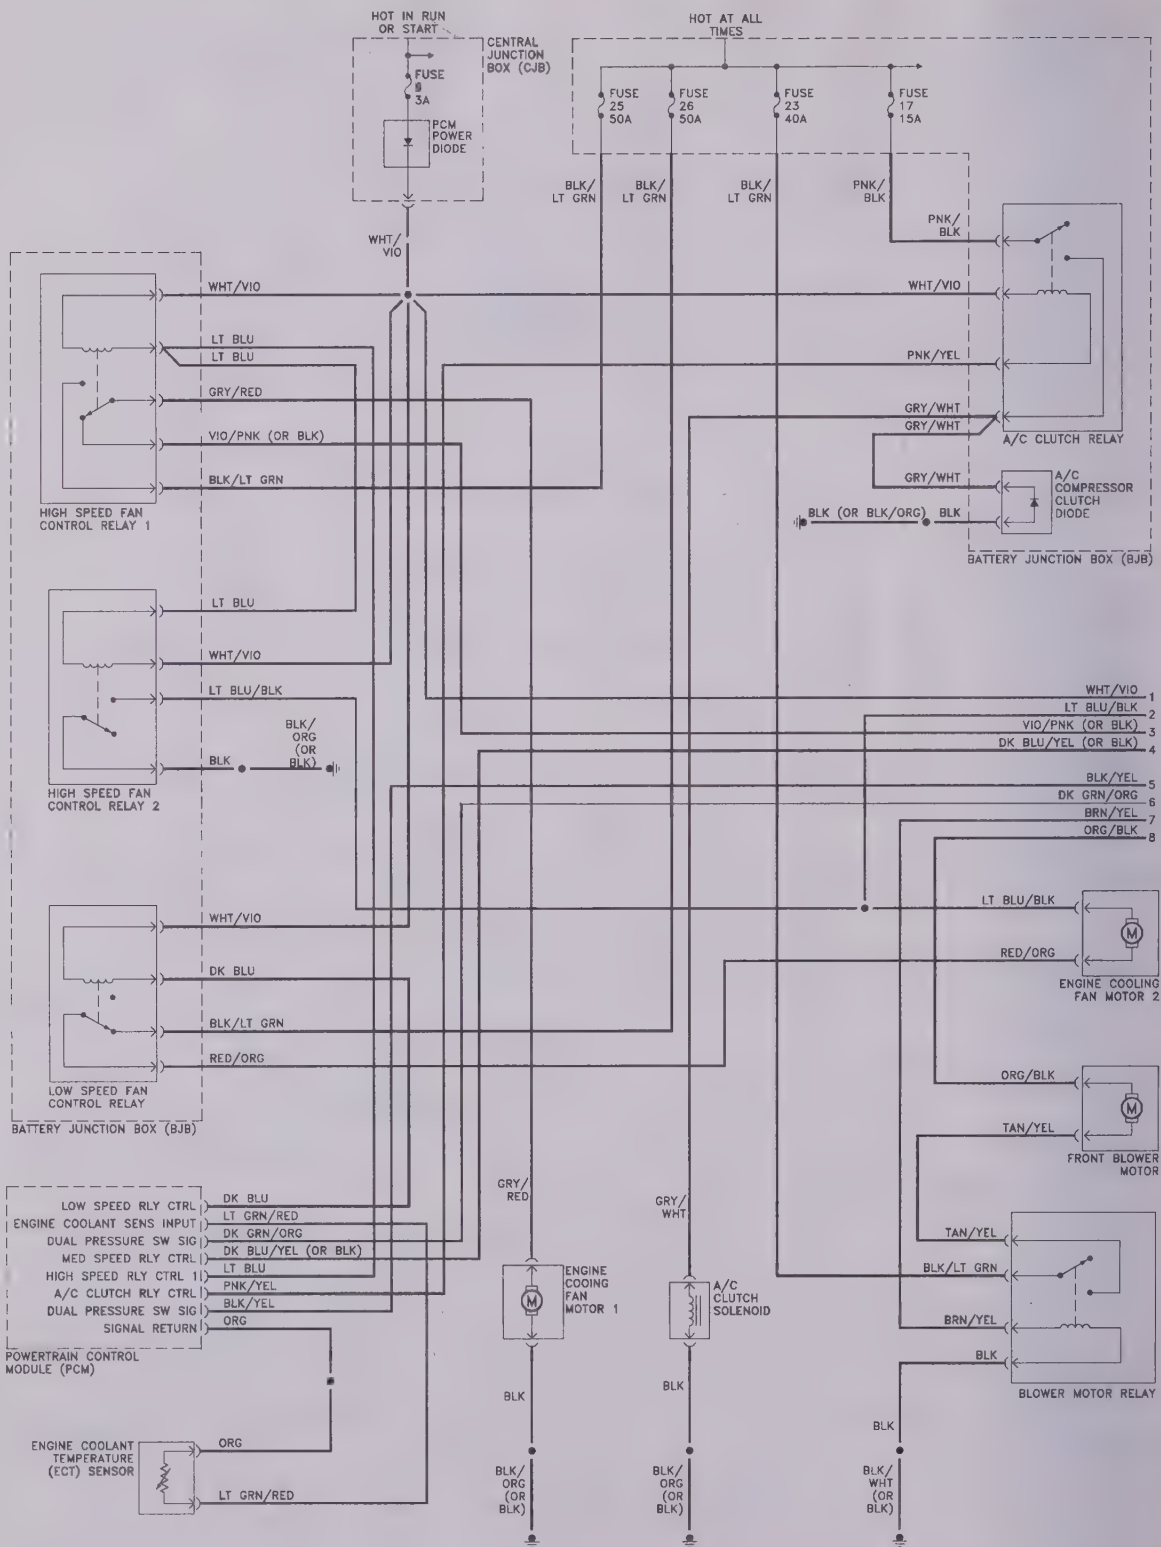 HOT IN RUN
OR START
HOT AT ALL
TIMES
CENTRAL
JUNCTION
BOX (CJB)
FUSE
9
3A
PCM
POWER
DIODE
FUSE
25
50A
FUSE
26
50A
FUSE
23
40A
FUSE
17
15A
BLK/
LT GRN
BLK/
LT GRN
BLK/
LT GRN
PNK/
BLK
PNK/
BLK
WHT/
VIO
WHT/VIO
WHT/VIO
LT BLU
LT BLU
PNK/YEL
GRY/RED
GRY/WHT
GRY/WHT
VIO/PNK (OR BLK)
A/C CLUTCH RELAY
BLK/LT GRN
GRY/WHT
A/C
COMPRESSOR
CLUTCH
DIODE
HIGH SPEED FAN
CONTROL RELAY 1
BLK (OR BLK/ORG)
BLK
BATTERY JUNCTION BOX (BJB)
LT BLU
WHT/VIO
LT BLU/BLK
BLK/
ORG
(OR
BLK)
BLK
HIGH SPEED FAN
CONTROL RELAY 2
WHT/VIO 1
LT BLU/BLK 2
VIO/PNK (OR BLK) 3
DK BLU/YEL (OR BLK) 4
BLK/YEL 5
DK GRN/ORG 6
BRN/YEL 7
ORG/BLK 8
WHT/VIO
LT BLU/BLK
M
RED/ORG
ENGINE COOLING
FAN MOTOR 2
DK BLU
BLK/LT GRN
RED/ORG
LOW SPEED FAN
CONTROL RELAY
BATTERY JUNCTION BOX (BJB)
ORG/BLK
M
TAN/YEL
FRONT BLOWER
MOTOR
LOW SPEED RLY CTRL DK BLU
ENGINE COOLANT SENS INPUT LT GRN/RED
DUAL PRESSURE SW SIG DK GRN/ORG
MED SPEED RLY CTRL DK BLU/YEL (OR BLK)
HIGH SPEED RLY CTRL 1 LT BLU
A/C CLUTCH RLY CTRL PNK/YEL
DUAL PRESSURE SW SIG BLK/YEL
SIGNAL RETURN ORG
POWERTRAIN CONTROL
MODULE (PCM)
GRY/
RED
GRY/
WHT
M
ENGINE
COOING
FAN
MOTOR 1
A/C
CLUTCH
SOLENOID
TAN/YEL
BLK/LT GRN
BRN/YEL
BLK
BLOWER MOTOR RELAY
BLK
BLK
BLK
ENGINE COOLANT
TEMPERATURE
(ECT) SENSOR
ORG
LT GRN/RED
BLK/
ORG
(OR
BLK)
BLK/
ORG
(OR
BLK)
BLK/
WHT
(OR
BLK)